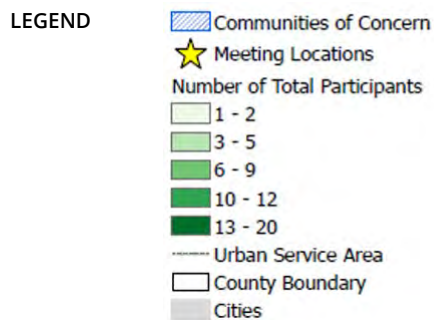 LEGEND
Communities of Concern
Meeting Locations
Number of Total Participants
1 - 2
3 - 5
6 - 9
10 - 12
13 - 20
Urban Service Area
County Boundary
Cities